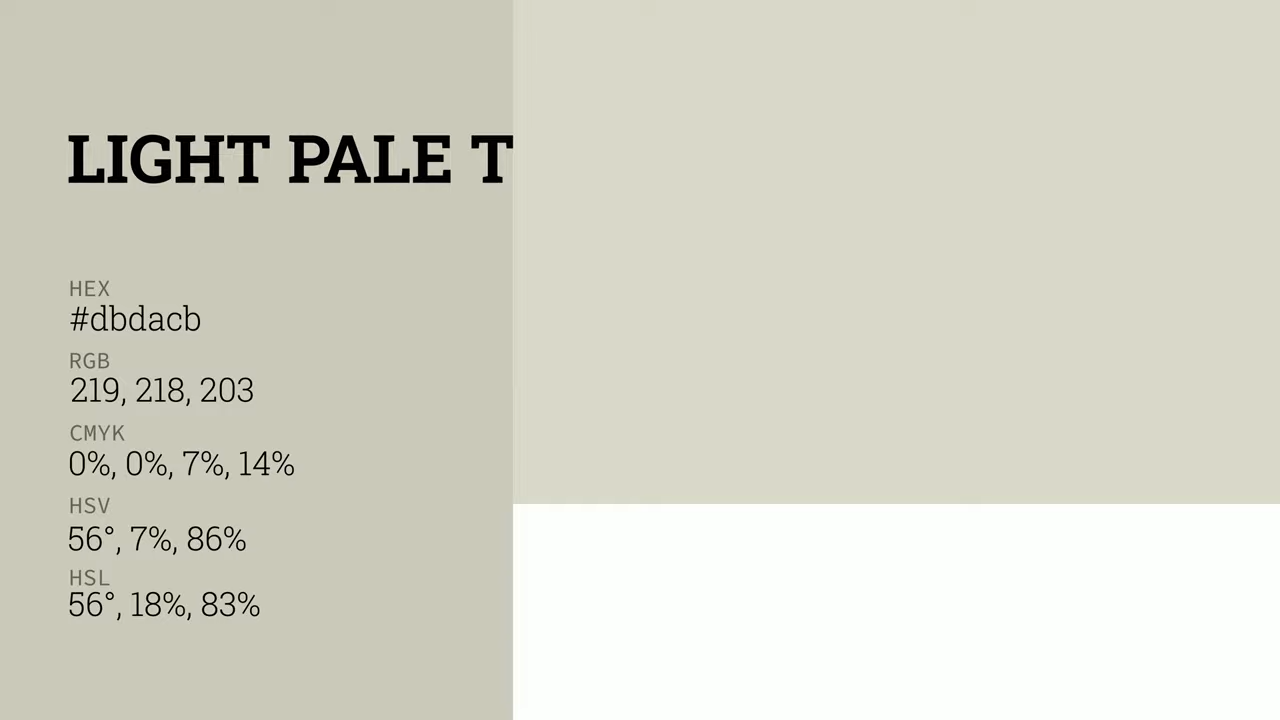 LIGHT PALE T
HEX
#dbdacb
RGB
219, 218, 203
CMYK
0%, 0%, 7%, 14%
HSV
56°, 7%, 86%
HSL
56°, 18%, 83%